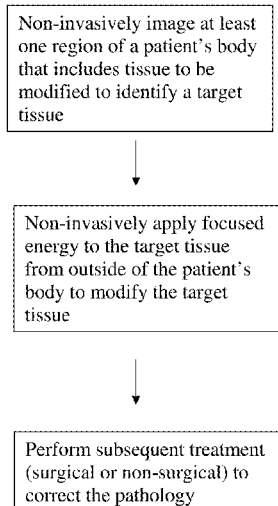 Non-invasively image at least
one region of a patient's body
that includes tissue to be
modified to identify a target
tissue
Non-invasively apply focused
energy to the target tissue
from outside of the patient's
body to modify the target
tissue
Perform subsequent treatment
(surgical or non-surgical) to
correct the pathology